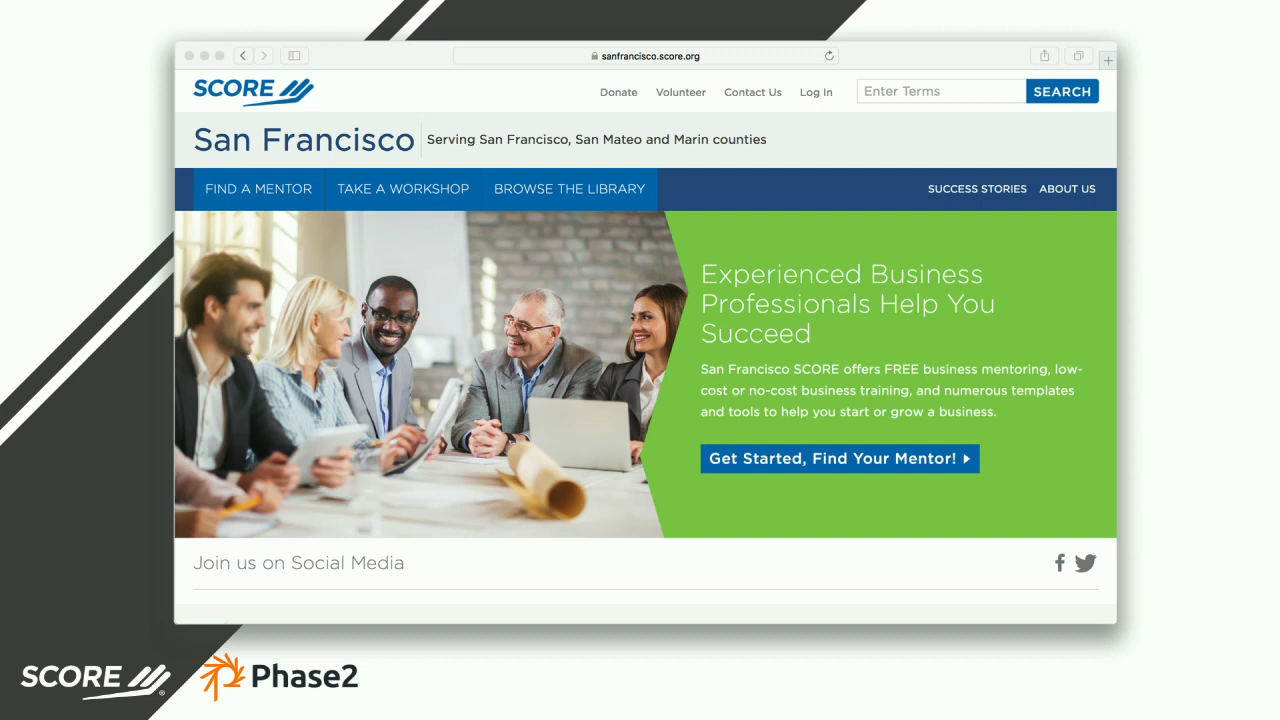 sanfrancisco.score.org
SCORE
Donate
Volunteer
Contact Us
Log In
Enter Terms
SEARCH
San Francisco
Serving San Francisco, San Mateo and Marin counties
FIND A MENTOR
TAKE A WORKSHOP
BROWSE THE LIBRARY
SUCCESS STORIES
ABOUT US
Experienced Business
Professionals Help You
Succeed
San Francisco SCORE offers FREE business mentoring, low-
cost or no-cost business training, and numerous templates
and tools to help you start or grow a business.
Get Started, Find Your Mentor!
Join us on Social Media
SCORE®
Phase2